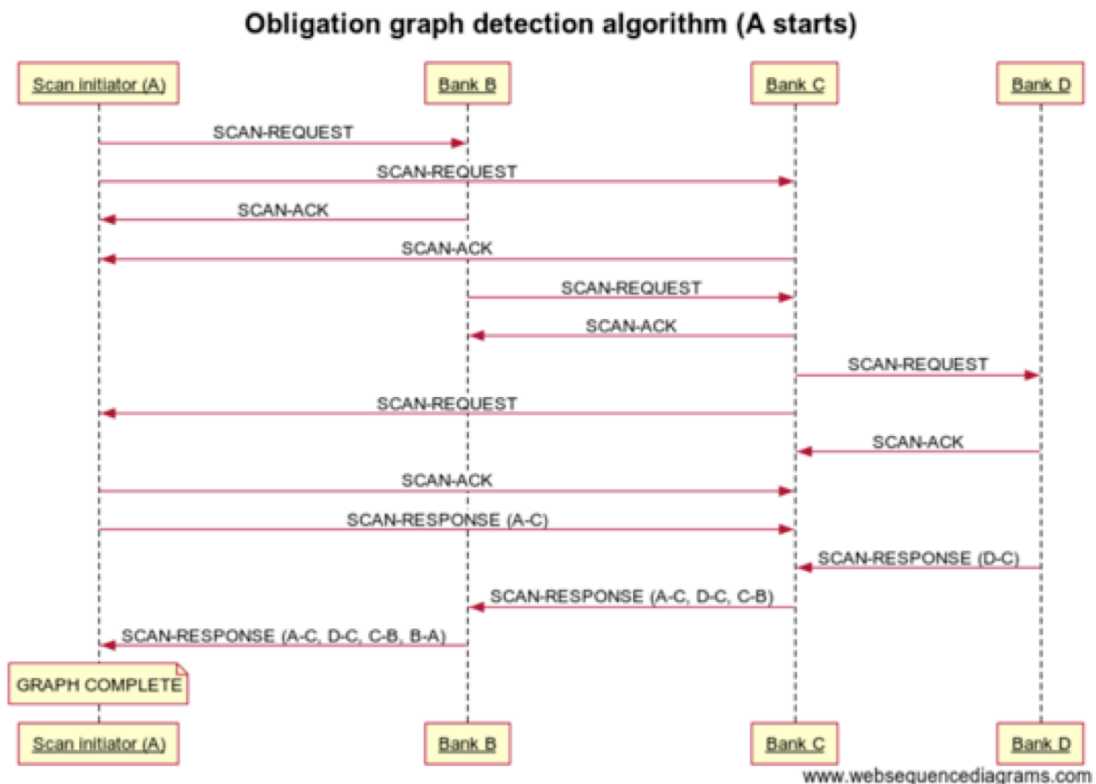 Obligation graph detection algorithm (A starts)
Scan initiator (A) Bank B Bank C Bank D
SCAN-REQUEST
SCAN-REQUEST
SCAN-ACK
SCAN-ACK
SCAN-REQUEST
SCAN-ACK
SCAN-REQUEST
SCAN-REQUEST
SCAN-ACK
SCAN-ACK
SCAN-RESPONSE (A-C)
SCAN-RESPONSE (D-C)
SCAN-RESPONSE (A-C, D-C, C-B)
SCAN-RESPONSE (A-C, D-C, C-B, B-A)
GRAPH COMPLETE
Scan initiator (A) Bank B Bank C Bank D
www.websequencediagrams.com